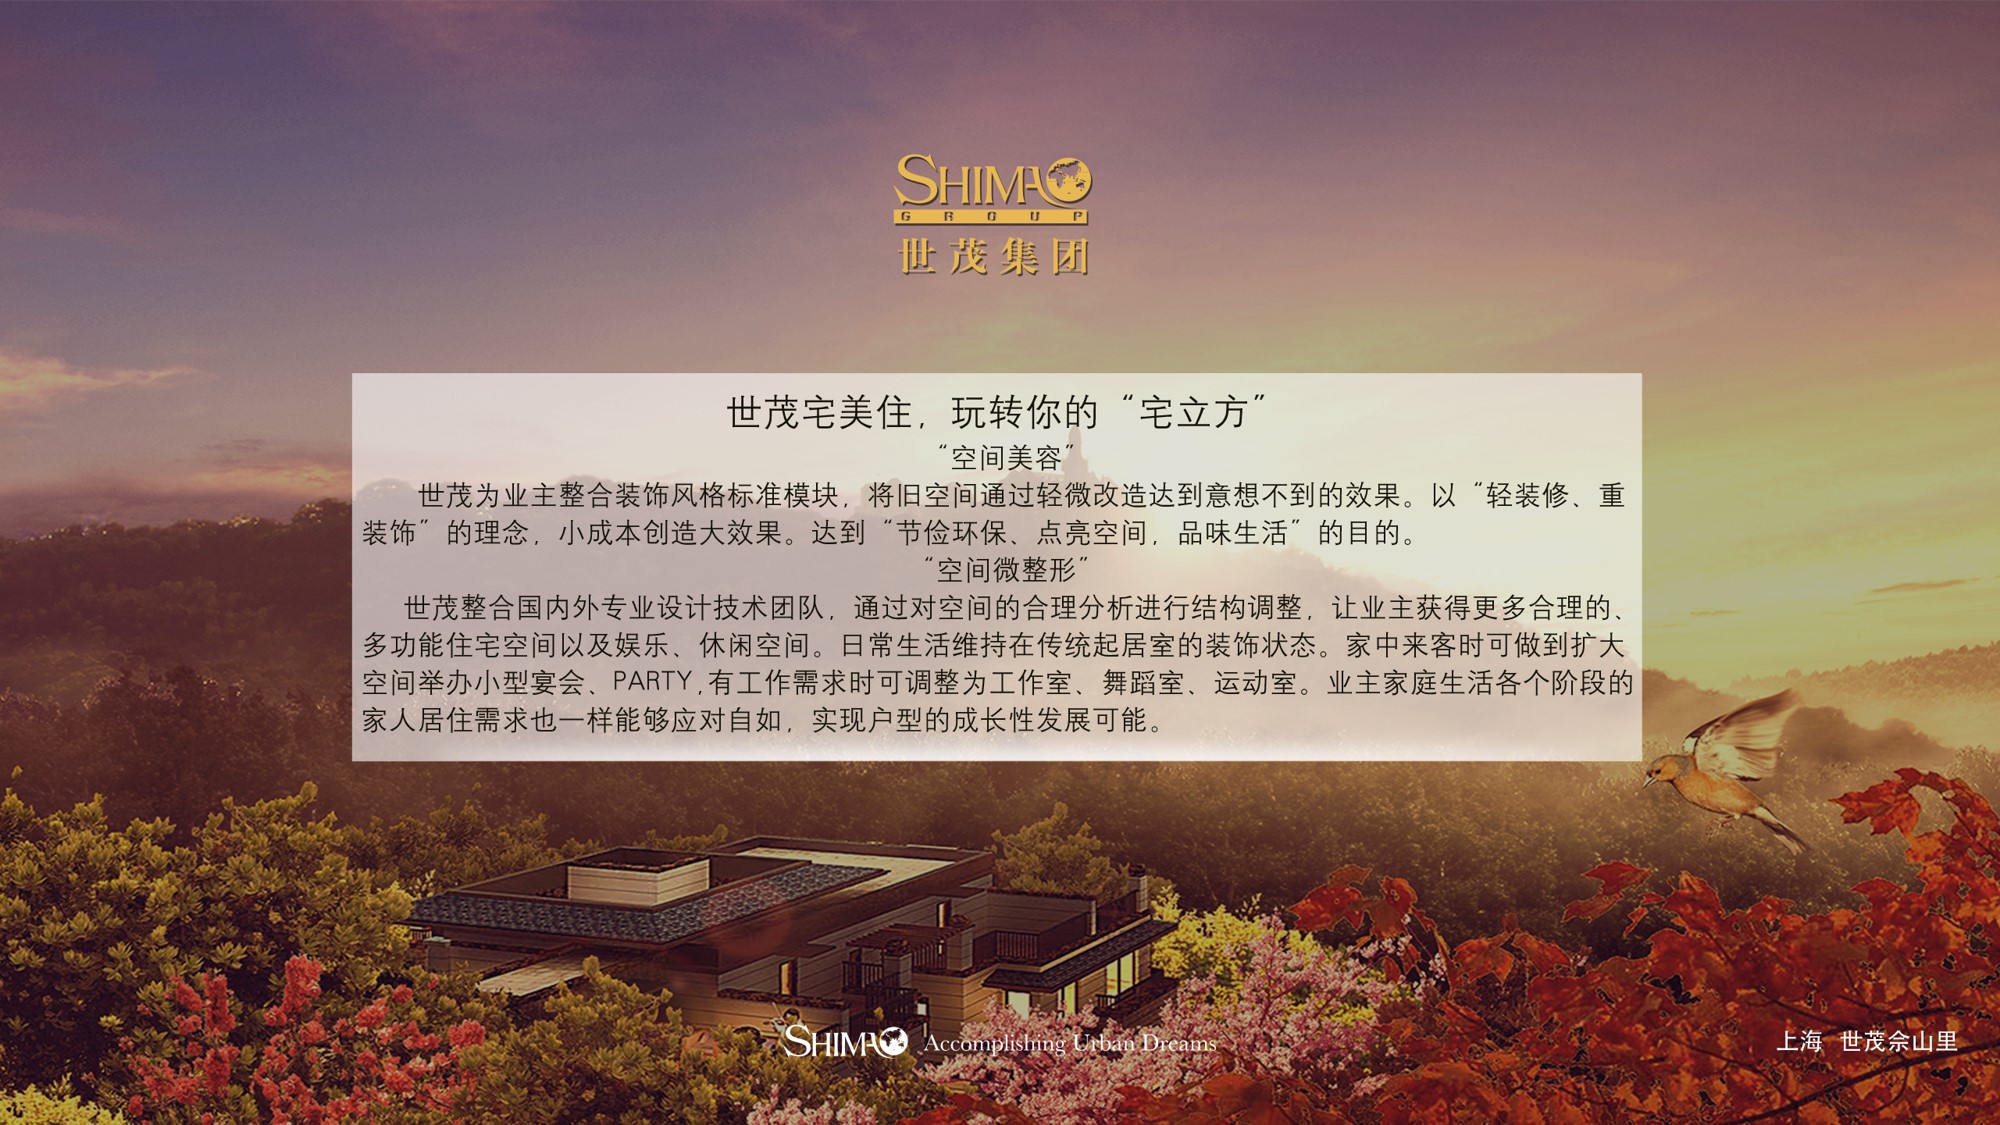 SHIMAO
GROUP
世茂集团
世茂宅美住，玩转你的“宅立方”
“空间美容”
世茂为业主整合装饰风格标准模块，将旧空间通过轻微改造达到意想不到的效果。以“轻装修、重
装饰”的理念，小成本创造大效果。达到“节俭环保、点亮空间，品味生活”的目的。
“空间微整形”
世茂整合国内外专业设计技术团队，通过对空间的合理分析进行结构调整，让业主获得更多合理的、
多功能住宅空间以及娱乐、休闲空间。日常生活维持在传统起居室的装饰状态。家中来客时可做到扩大
空间举办小型宴会、PARTY,有工作需求时可调整为工作室、舞蹈室、运动室。业主家庭生活各个阶段的
家人居住需求也一样能够应对自如，实现户型的成长性发展可能。
SHIMAO Accomplishing Urban Dreams
上海 世茂佘山里